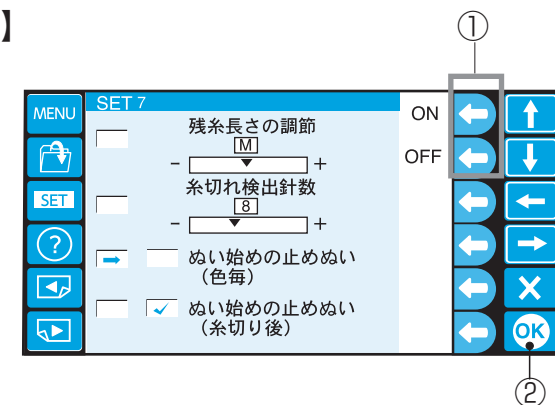 】
①
MENU
SET 7
ON
残糸長さの調節
M
- +
OFF
糸切れ検出針数
8
- +
SET
?
ぬい始めの止めぬい
(色毎)
ぬい始めの止めぬい
(糸切り後)
OK
②